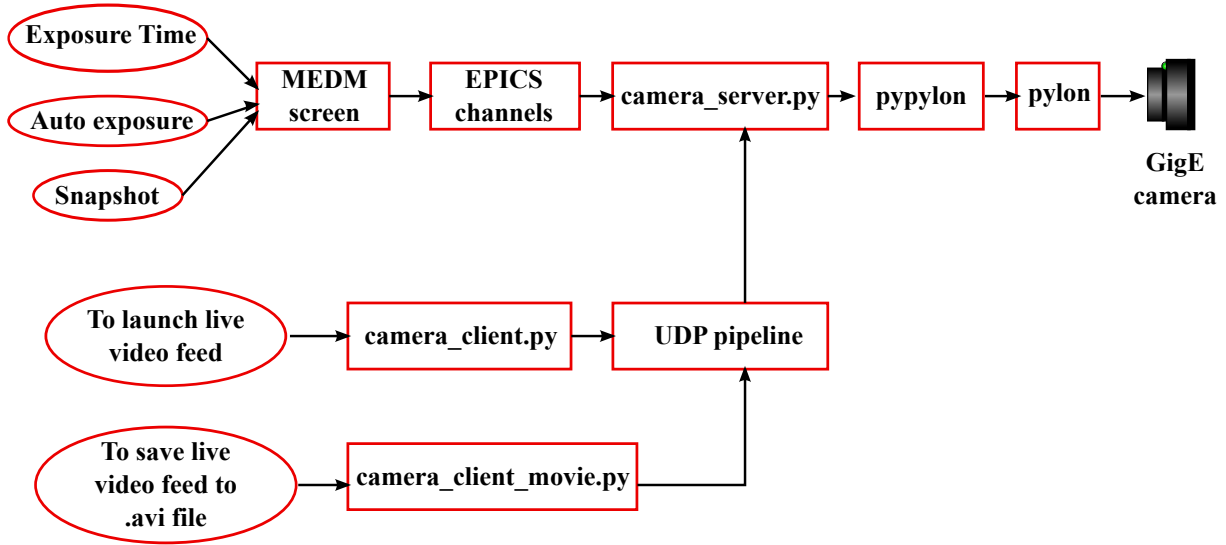 Exposure Time
Auto exposure
Snapshot
MEDM
screen
EPICS
channels
camera_server.py
pypylon
pylon
GigE
camera
To launch live
video feed
camera_client.py
UDP pipeline
To save live
video feed to
.avi file
camera_client_movie.py